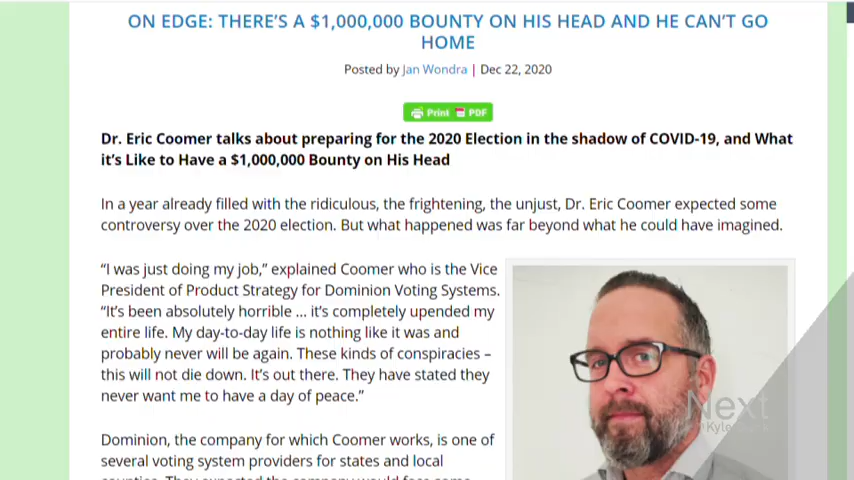 ON EDGE: THERE’S A $1,000,000 BOUNTY ON HIS HEAD AND HE CAN’T GO
HOME
Posted by Jan Wondra | Dec 22, 2020
Print PDF
Dr. Eric Coomer talks about preparing for the 2020 Election in the shadow of COVID-19, and What
it’s Like to Have a $1,000,000 Bounty on His Head
In a year already filled with the ridiculous, the frightening, the unjust, Dr. Eric Coomer expected some
controversy over the 2020 election. But what happened was far beyond what he could have imagined.
“I was just doing my job,” explained Coomer who is the Vice
President of Product Strategy for Dominion Voting Systems.
“It’s been absolutely horrible … it’s completely upended my
entire life. My day-to-day life is nothing like it was and
probably never will be again. These kinds of conspiracies –
this will not die down. It’s out there. They have stated they
never want me to have a day of peace.”
Dominion, the company for which Coomer works, is one of
several voting system providers for states and local
Next